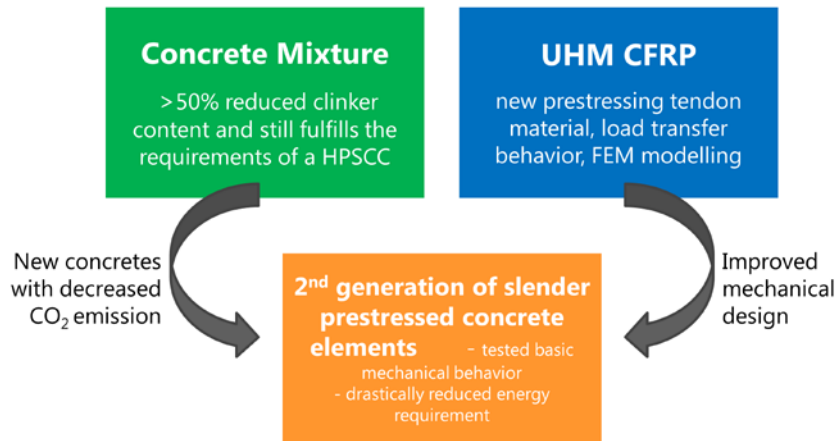 Concrete Mixture
>50% reduced clinker
content and still fulfills the
requirements of a HPSCC
UHM CFRP
new prestressing tendon
material, load transfer
behavior, FEM modelling
New concretes
with decreased
CO₂ emission
Improved
mechanical
design
2nd generation of slender
prestressed concrete
elements - tested basic
mechanical behavior
- drastically reduced energy
requirement